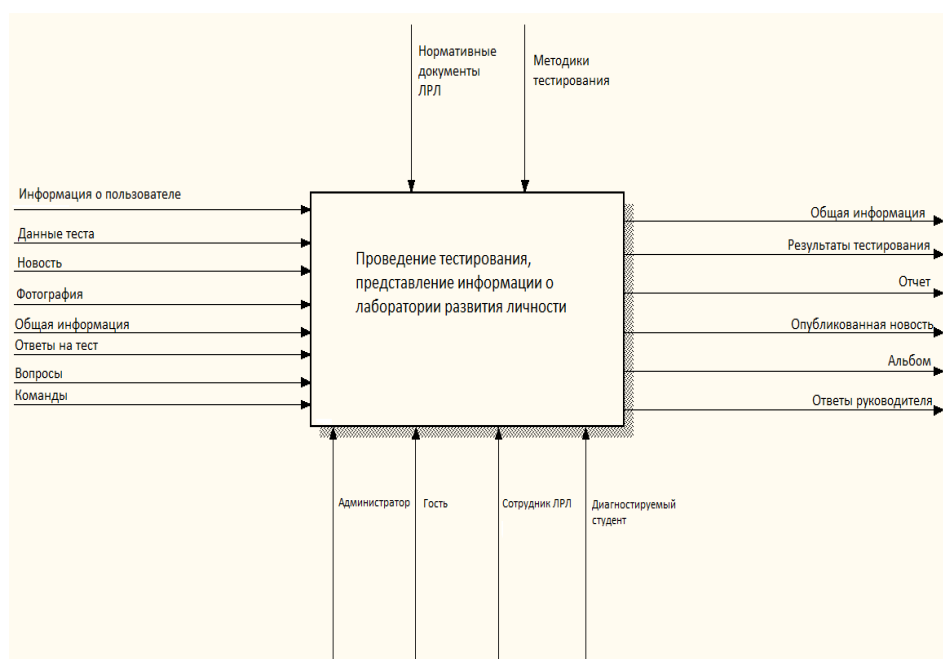 Нормативные
документы
ЛРЛ
Методики
тестирования
Информация о пользователе
Данные теста
Новость
Фотография
Общая информация
Ответы на тест
Вопросы
Команды
Проведение тестирования,
представление информации о
лаборатории развития личности
Общая информация
Результаты тестирования
Отчет
Опубликованная новость
Альбом
Ответы руководителя
Администратор
Гость
Сотрудник ЛРЛ
Диагностируемый
студент